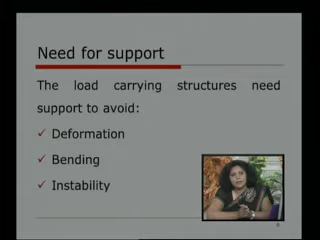 Need for support
The load carrying structures need
support to avoid:
✓ Deformation
✓ Bending
✓ Instability